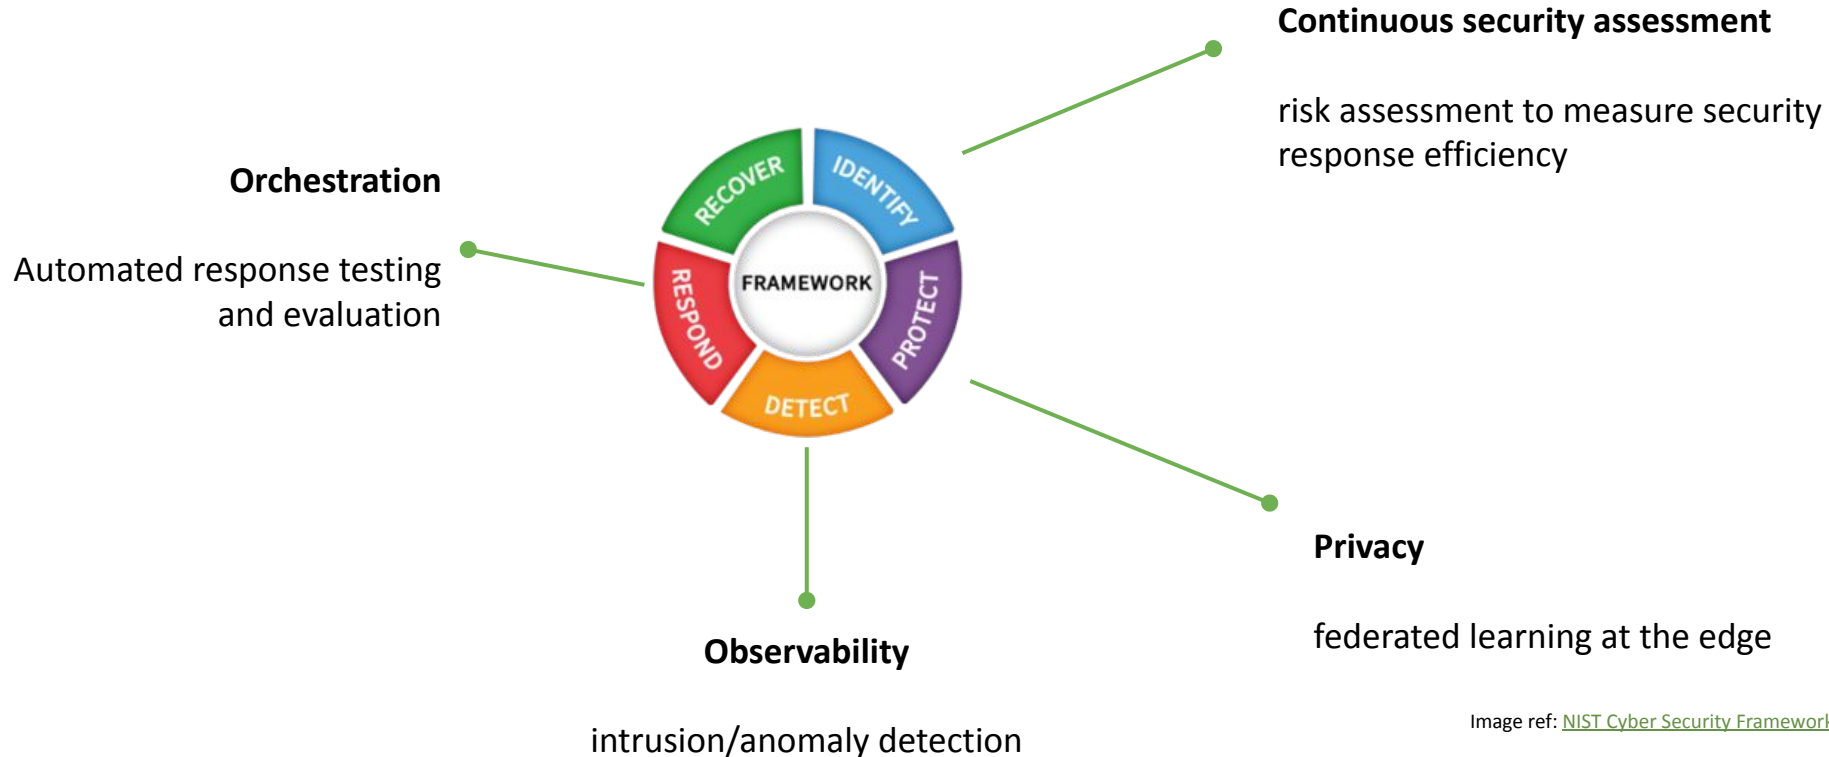 Continuous security assessment
risk assessment to measure security
response efficiency
Orchestration
Automated response testing
and evaluation
RECOVER
IDENTIFY
FRAMEWORK
RESPOND
PROTECT
DETECT
Privacy
federated learning at the edge
Observability
intrusion/anomaly detection
Image ref: NIST Cyber Security Framework